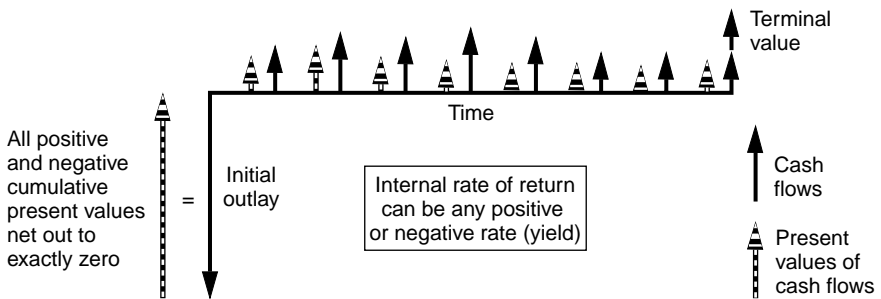 Terminal
value
Time
All positive
and negative
cumulative
present values
net out to
exactly zero
=
Initial
outlay
Internal rate of return
can be any positive
or negative rate (yield)
Cash
flows
Present
values of
cash flows